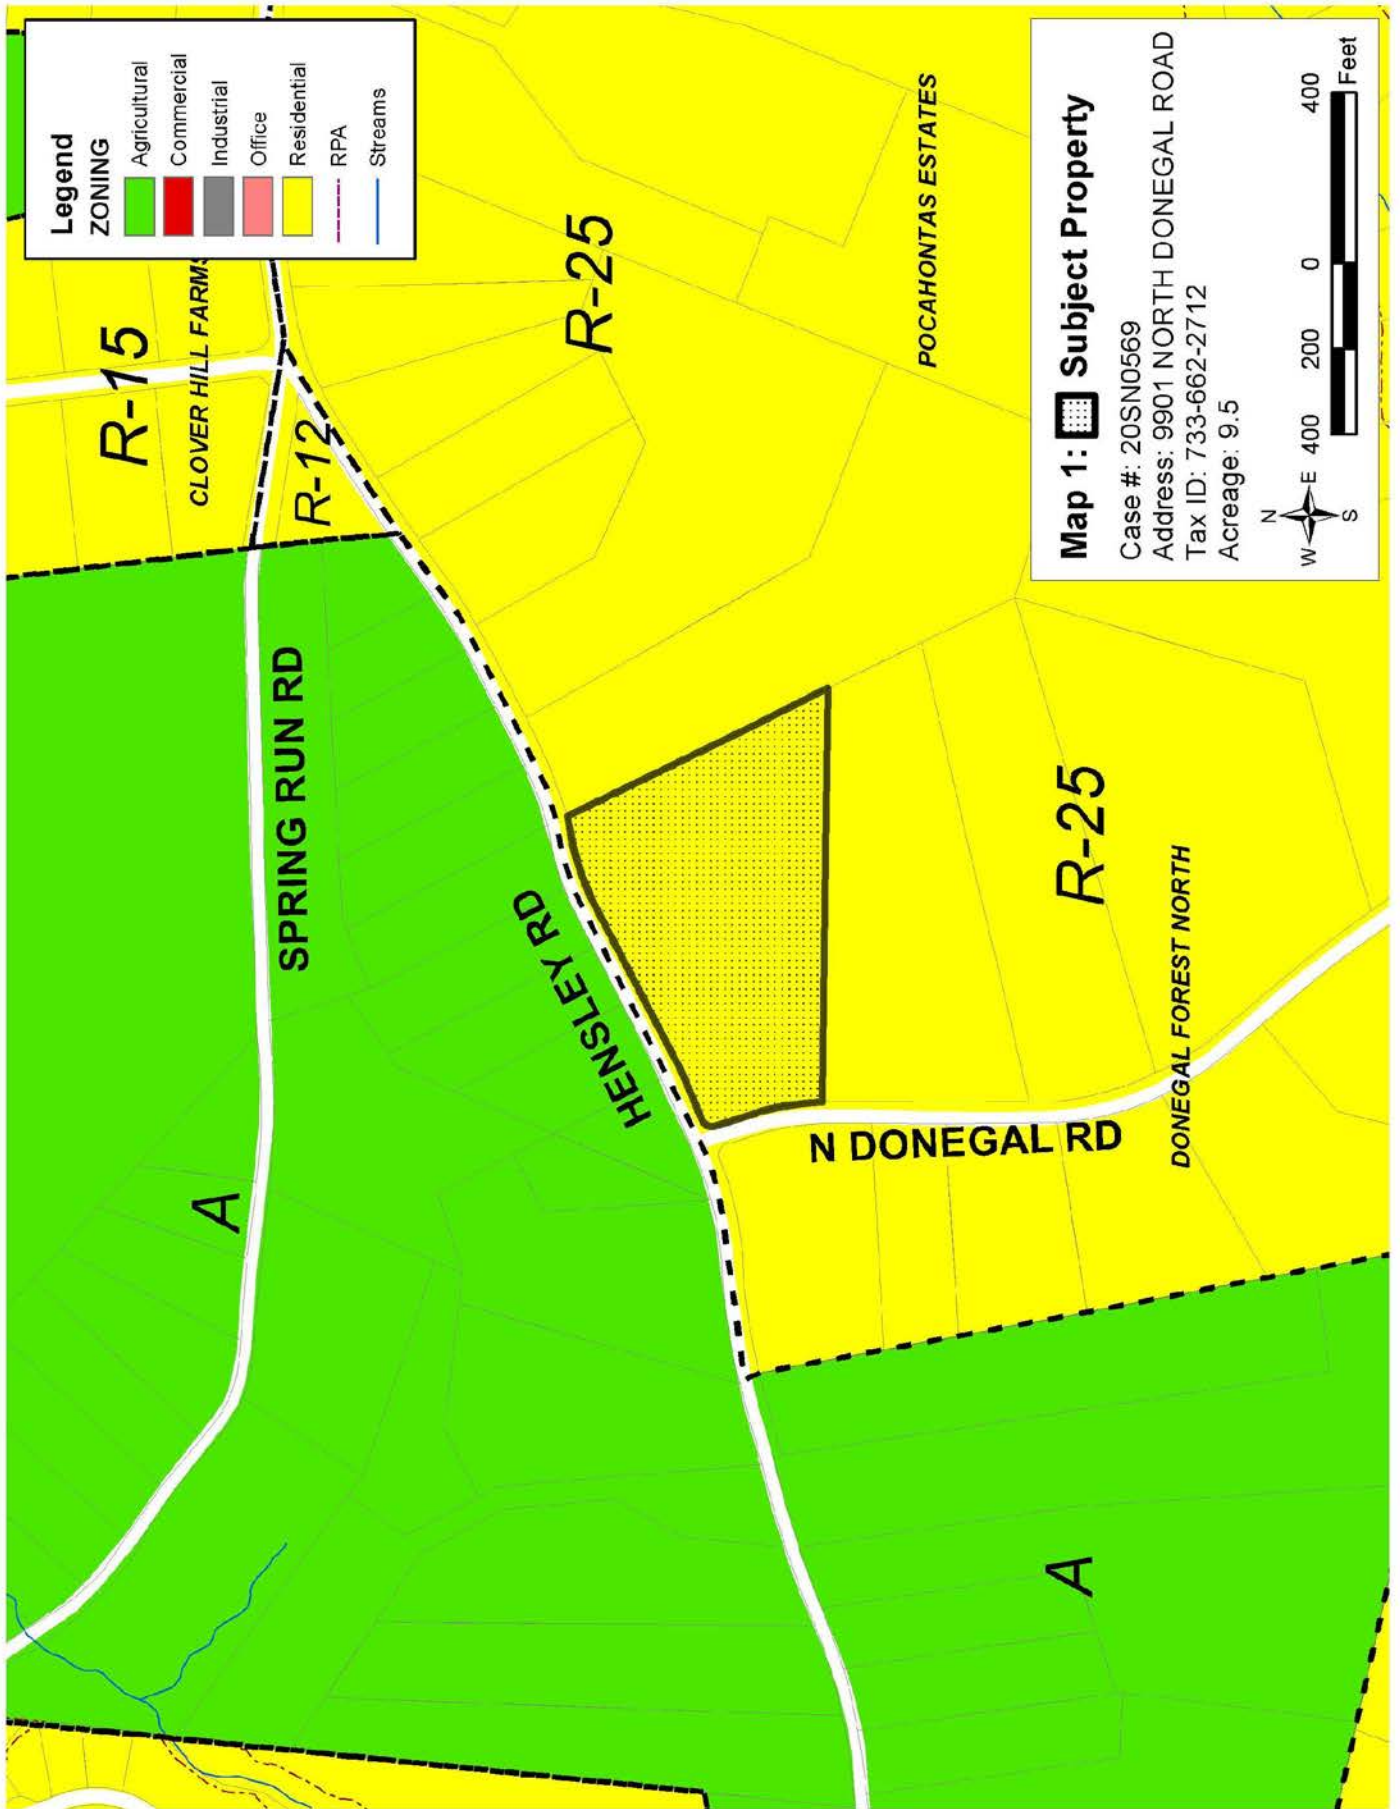 Legend
ZONING
Agricultural
Commercial
Industrial
Office
Residential
RPA
Streams
R-15
CLOVER HILL FARMS
R-12
R-25
POCAHONTAS ESTATES
SPRING RUN RD
HENSLEY RD
A
N DONEGAL RD
R-25
DONEGAL FOREST NORTH
A
Map 1: Subject Property
Case #: 20SN0569
Address: 9901 NORTH DONEGAL ROAD
Tax ID: 733-662-2712
Acreage: 9.5
N
W E
S
400 200 0 400
Feet